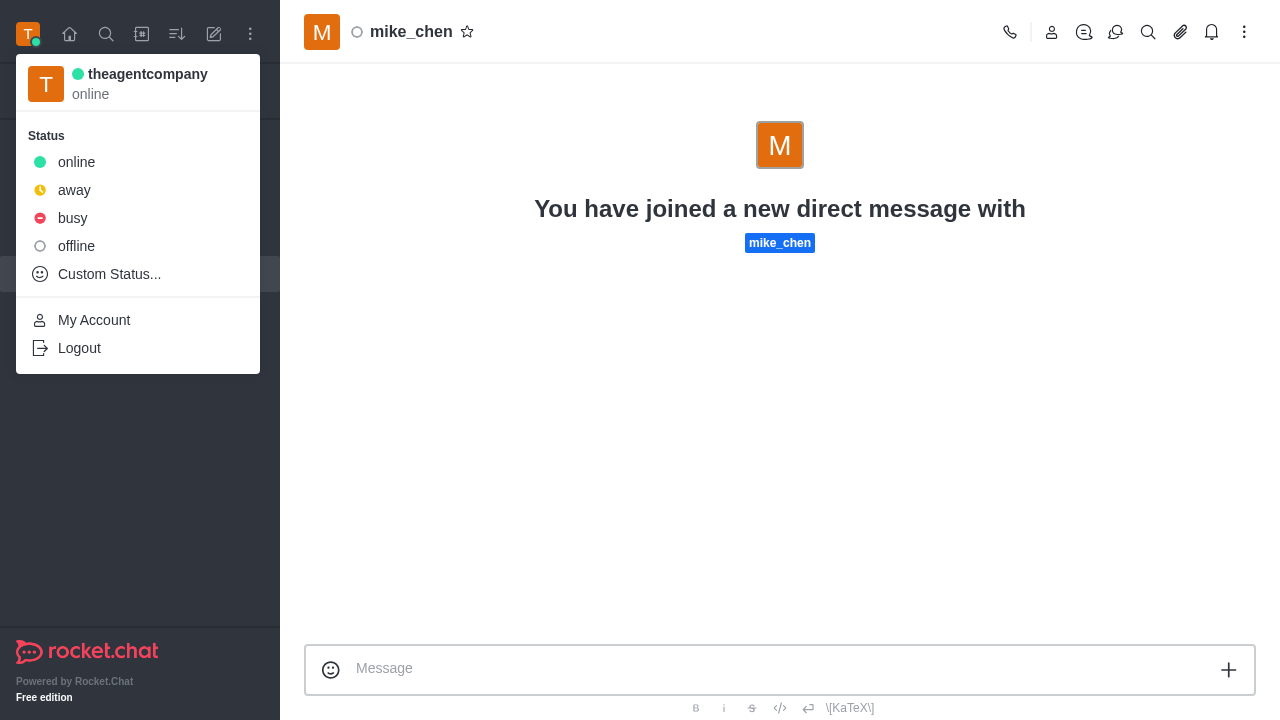 T
T
theagentcompany
online
Status
online
away
busy
offline
Custom Status...
My Account
Logout
rocket.chat
Powered by Rocket.Chat
Free edition
M
mike_chen
M
You have joined a new direct message with
mike_chen
Message
B i S </> \[KaTeX\]